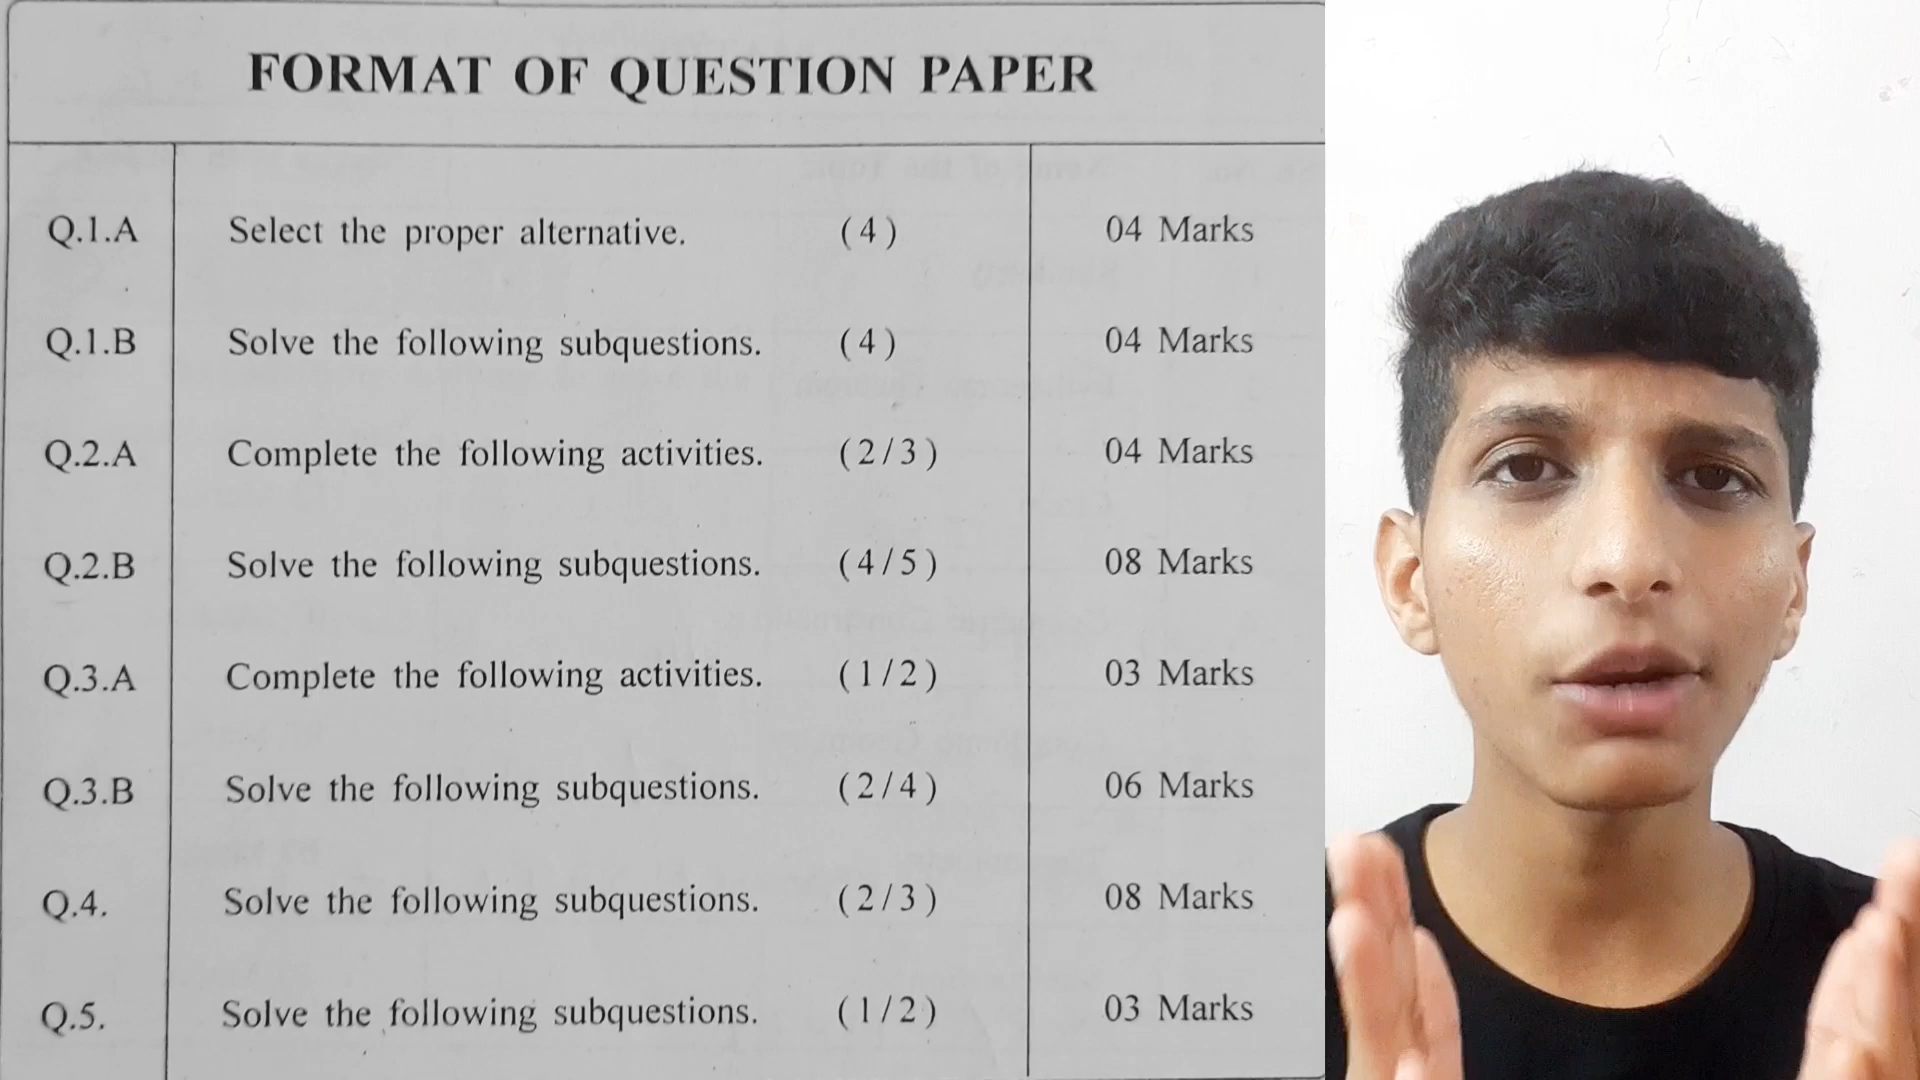 FORMAT OF QUESTION PAPER
Q.1.A Select the proper alternative. (4) 04 Marks
Q.1.B Solve the following subquestions. (4) 04 Marks
Q.2.A Complete the following activities. (2/3) 04 Marks
Q.2.B Solve the following subquestions. (4/5) 08 Marks
Q.3.A Complete the following activities. (1/2) 03 Marks
Q.3.B Solve the following subquestions. (2/4) 06 Marks
Q.4. Solve the following subquestions. (2/3) 08 Marks
Q.5. Solve the following subquestions. (1/2) 03 Marks